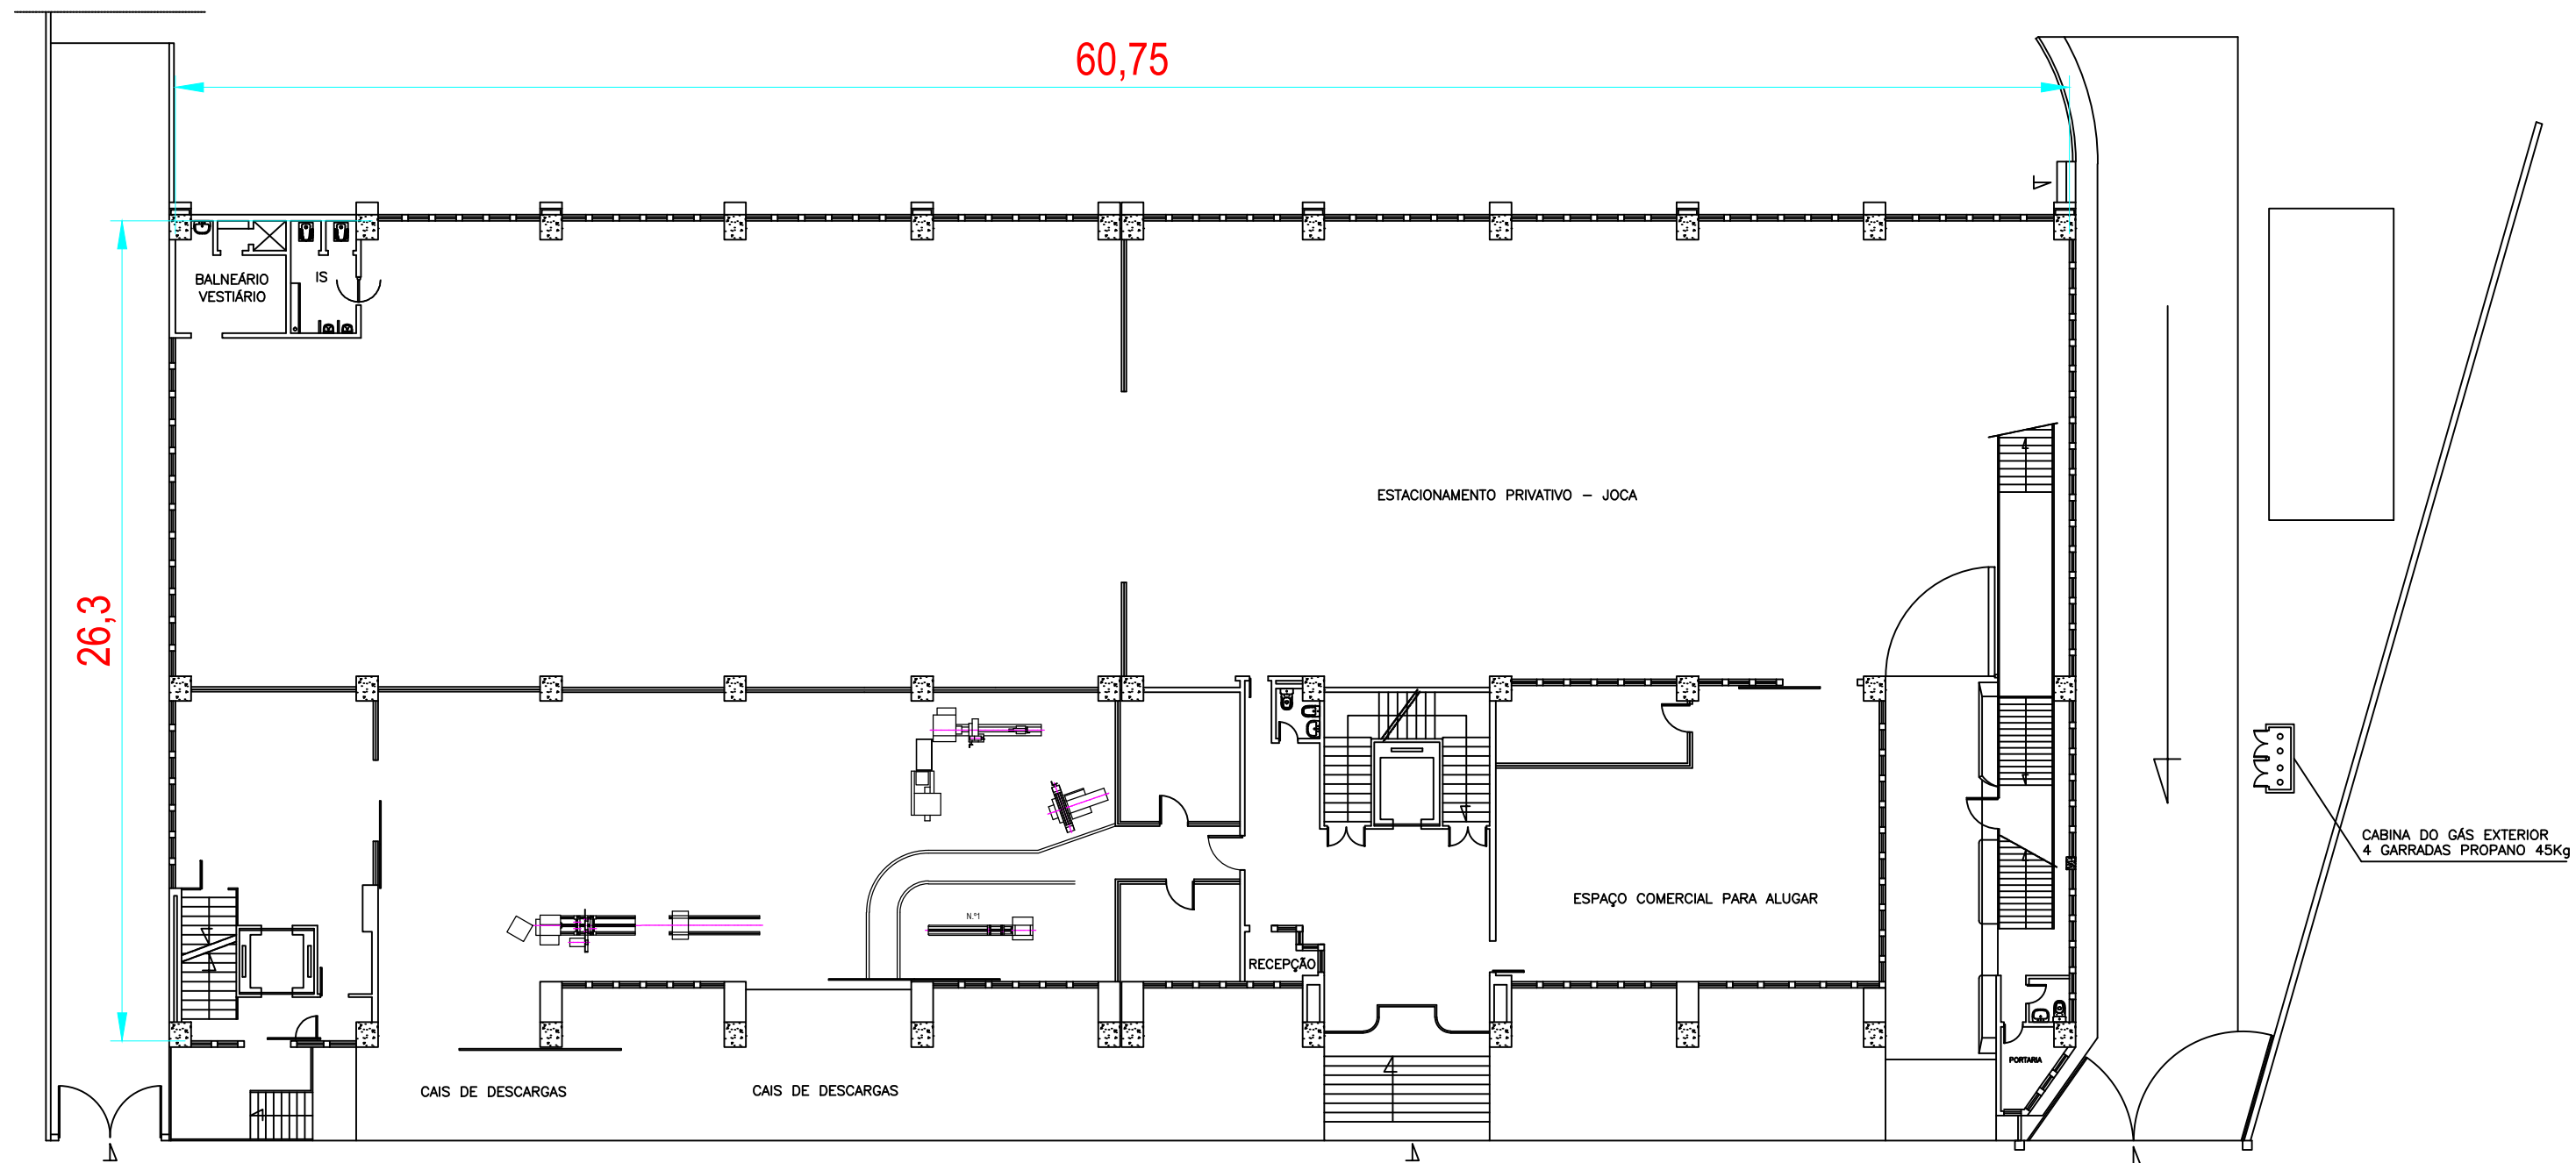 60,75
BALNEÁRIO
VESTIÁRIO
IS
ESTACIONAMENTO PRIVATIVO - JOCA
26,3
CABINA DO GÁS EXTERIOR
4 GARRADAS PROPANO 45Kg
ESPAÇO COMERCIAL PARA ALUGAR
N.º1
RECEPÇÃO
PORTARIA
CAIS DE DESCARGAS
CAIS DE DESCARGAS